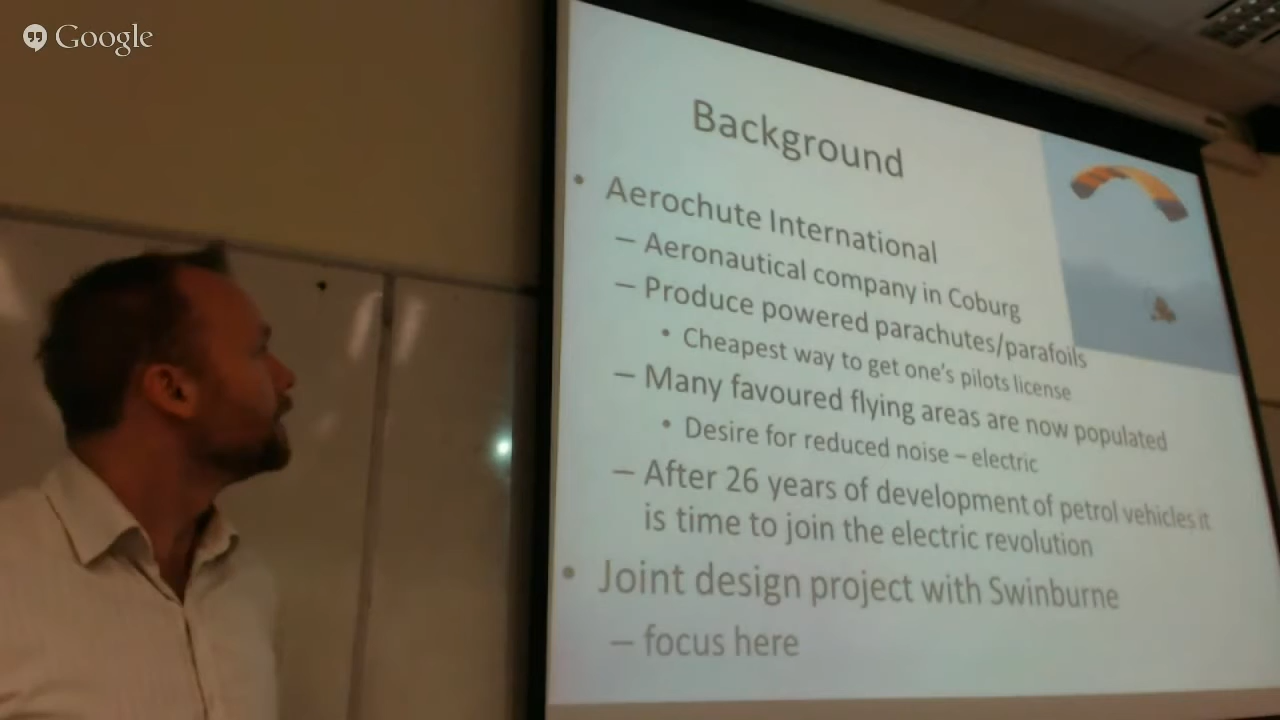 Google
Background
• Aerochute International
– Aeronautical company in Coburg
– Produce powered parachutes/parafoils
• Cheapest way to get one's pilots license
– Many favoured flying areas are now populated
• Desire for reduced noise – electric
– After 26 years of development of petrol vehicles it
is time to join the electric revolution
• Joint design project with Swinburne
– focus here